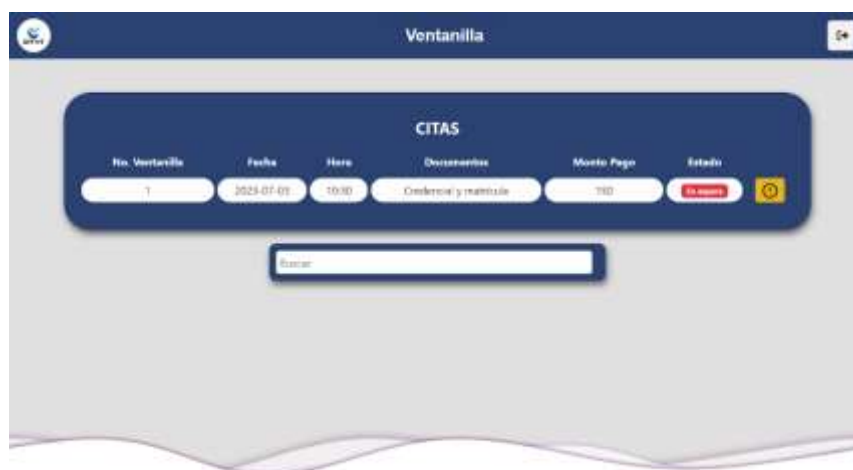 Ventanilla
CITAS
No. Ventanilla Fecha Hora Documentos Monto Pago Estado
1 2023-07-03 10:30 Credencial y matrícula 150 En espera
Buscar